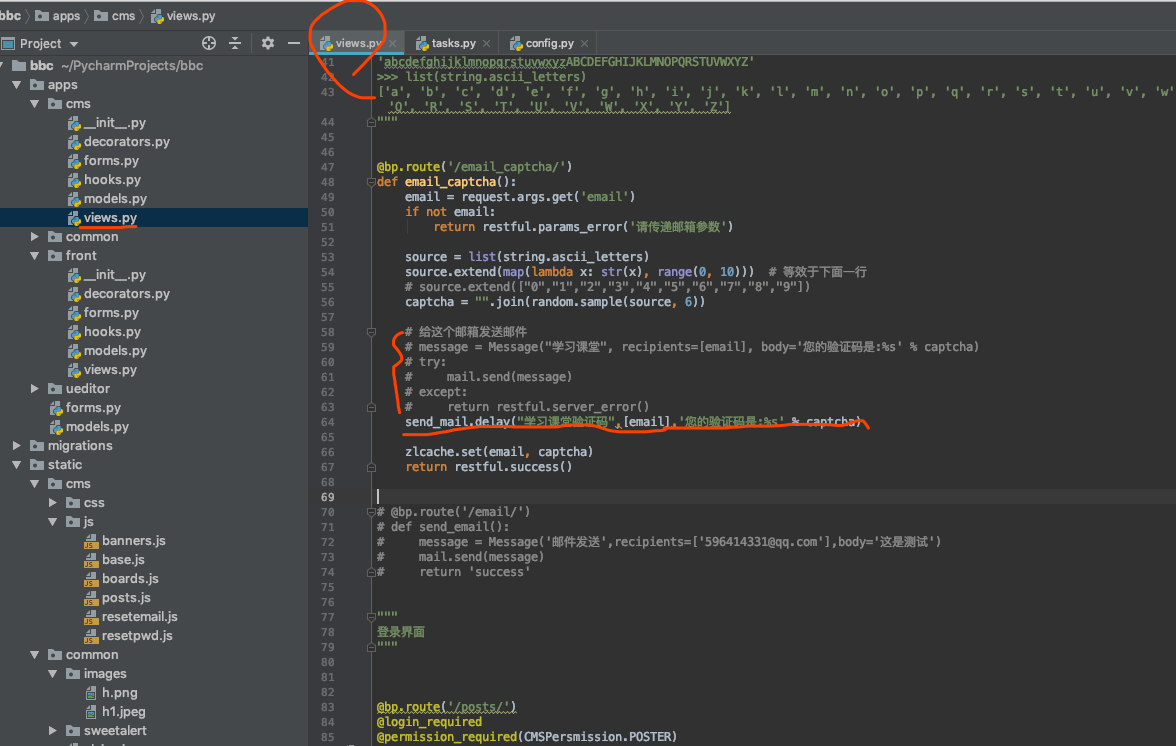 bbc apps cms views.py
Project
views.py tasks.py config.py
bbc ~/PycharmProjects/bbc
apps
cms
__init__.py
decorators.py
forms.py
hooks.py
models.py
views.py
common
front
__init__.py
decorators.py
forms.py
hooks.py
models.py
views.py
ueditor
forms.py
models.py
migrations
static
cms
css
js
banners.js
base.js
boards.js
posts.js
resetemail.js
resetpwd.js
common
images
h.png
h1.jpeg
sweetalert
41 'abcdefghijklmnopqrstuvwxyzABCDEFGHIJKLMNOPQRSTUVWXYZ'
42 >>> list(string.ascii_letters)
43 ['a', 'b', 'c', 'd', 'e', 'f', 'g', 'h', 'i', 'j', 'k', 'l', 'm', 'n', 'o', 'p', 'q', 'r', 's', 't', 'u', 'v', 'w'
'Q', 'R', 'S', 'T', 'U', 'V', 'W', 'X', 'Y', 'Z']
44 """
45
46
47 @bp.route('/email_captcha/')
48 def email_captcha():
49 email = request.args.get('email')
50 if not email:
51 return restful.params_error('请传递邮箱参数')
52
53 source = list(string.ascii_letters)
54 source.extend(map(lambda x: str(x), range(0, 10))) # 等效于下面一行
55 # source.extend(["0","1","2","3","4","5","6","7","8","9"])
56 captcha = "".join(random.sample(source, 6))
57
58 # 给这个邮箱发送邮件
59 # message = Message("学习课堂", recipients=[email], body='您的验证码是:%s' % captcha)
60 # try:
61 # mail.send(message)
62 # except:
63 # return restful.server_error()
64 send_mail.delay("学习课堂验证码",[email],'您的验证码是:%s' % captcha)
65
66 zlcache.set(email, captcha)
67 return restful.success()
68
69
70 # @bp.route('/email/')
71 # def send_email():
72 # message = Message('邮件发送',recipients=['596414331@qq.com'],body='这是测试')
73 # mail.send(message)
74 # return 'success'
75
76
77 """
78 登录界面
79 """
80
81
82
83 @bp.route('/posts/')
84 @login_required
85 @permission_required(CMSPersmission.POSTER)